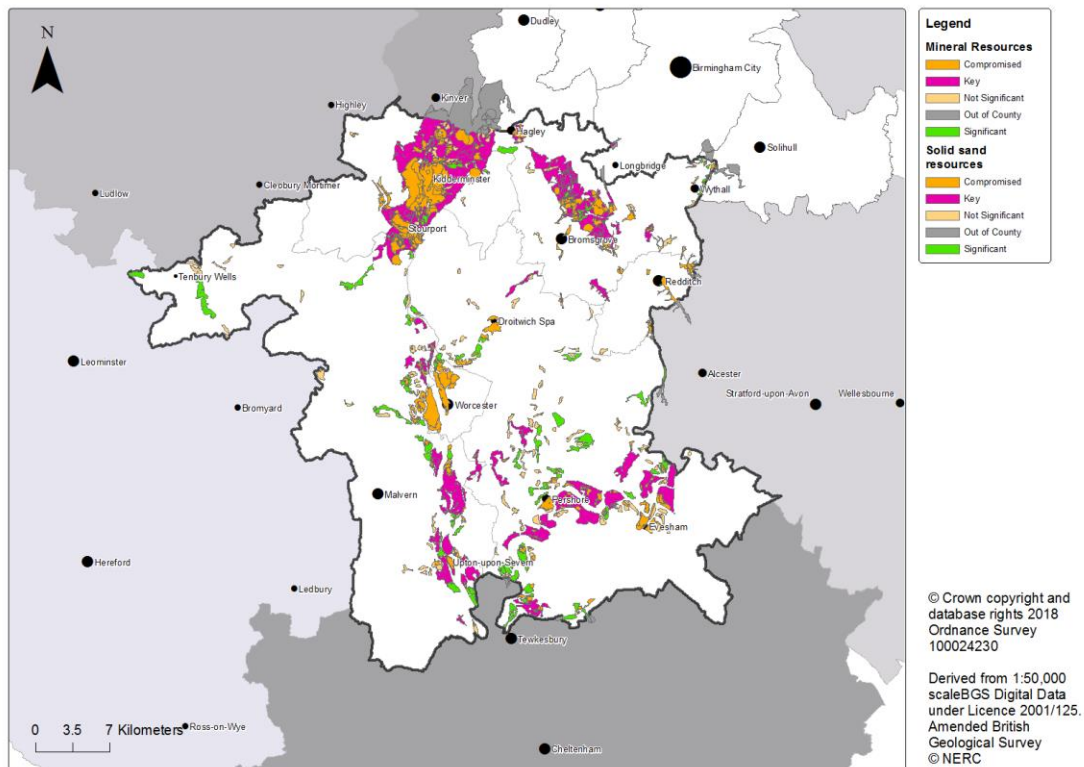 N
Dudley
Birmingham City
Kinver
Highley
Hagley
Solihull
Longbridge
Kidderminster
Wythall
Cleobury Mortimer
Ludlow
Stourport
Bromsgrove
Tenbury Wells
Redditch
Droitwich Spa
Leominster
Alcester
Stratford-upon-Avon
Wellesbourne
Bromyard
Worcester
Malvern
Pershore
Evesham
Hereford
Upton-upon-Severn
Ledbury
Tewkesbury
Ross-on-Wye
Cheltenham
0 3.5 7 Kilometers
Legend
Mineral Resources
Compromised
Key
Not Significant
Out of County
Significant
Solid sand
resources
Compromised
Key
Not Significant
Out of County
Significant
© Crown copyright and
database rights 2018
Ordnance Survey
100024230
Derived from 1:50,000
scaleBGS Digital Data
under Licence 2001/125.
Amended British
Geological Survey
© NERC